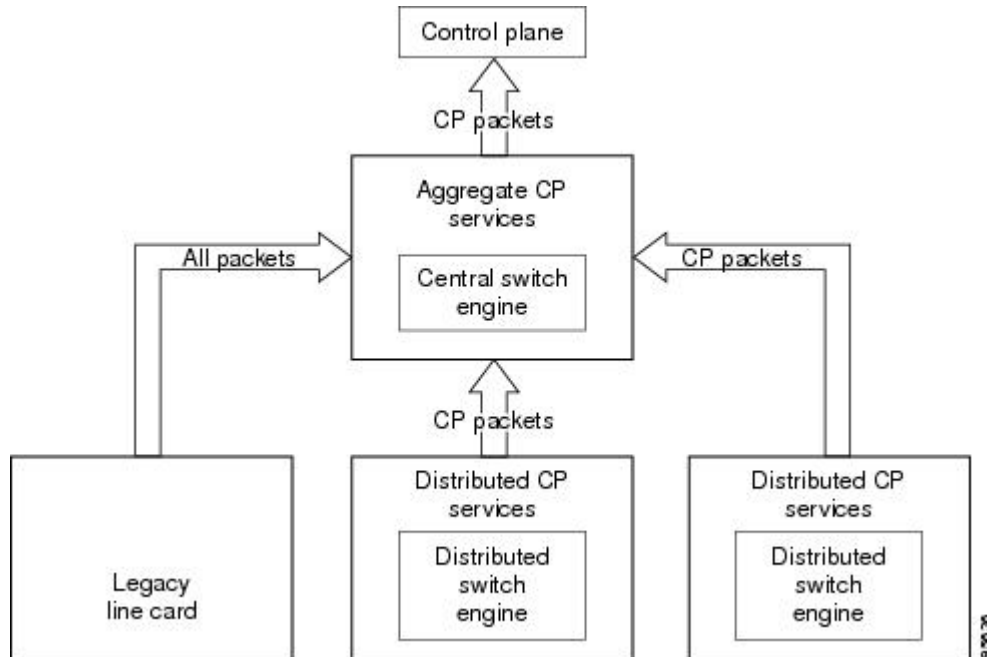 Control plane
CP packets
Aggregate CP
services
All packets
Central switch
engine
CP packets
CP packets
Legacy
line card
Distributed CP
services
Distributed
switch
engine
Distributed CP
services
Distributed
switch
engine